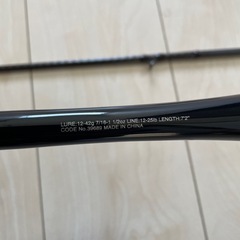 LURE:12-42g 7/16-1 1/2oz LINE:12-25lb LENGTH:7'2"
CODE No.39689 MADE IN CHINA